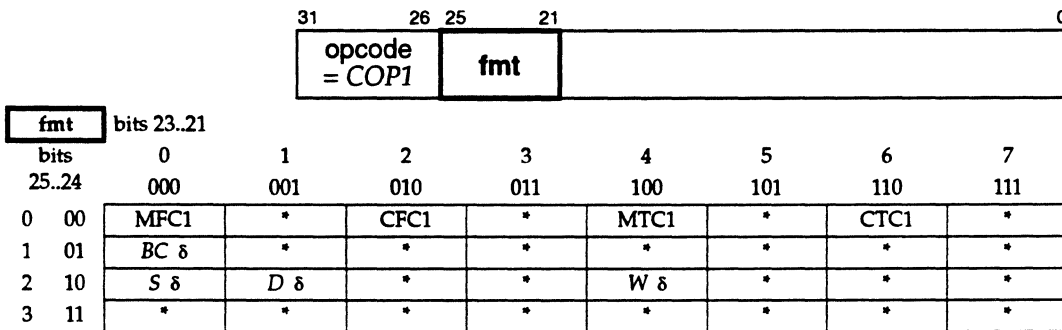 31 26 25 21 0
opcode = COP1 fmt
fmt bits 23..21
bits 0 1 2 3 4 5 6 7
25..24 000 001 010 011 100 101 110 111
0 00 MFC1 * CFC1 * MTC1 * CTC1 *
1 01 BC δ * * * * * * *
2 10 S δ D δ * * W δ * * *
3 11 * * * * * * * *